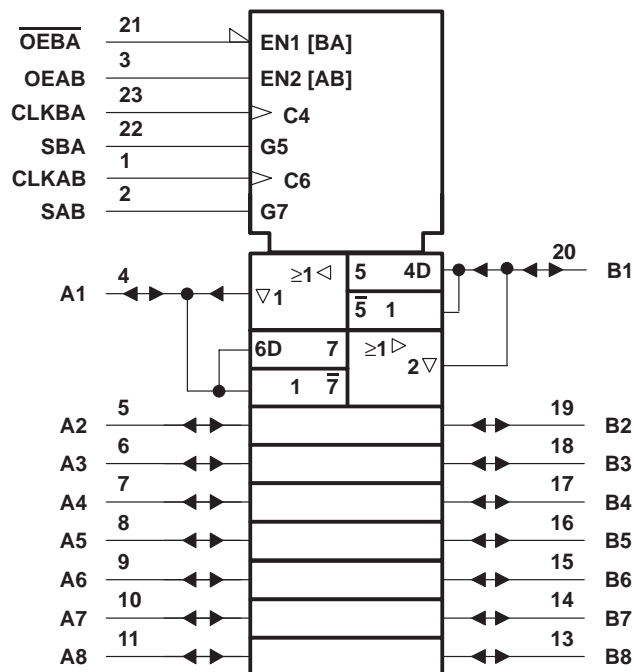 21
O̅E̅B̅A̅ EN1 [BA]
3
OEAB EN2 [AB]
23
CLKBA C4
22
SBA G5
1
CLKAB C6
2
SAB G7
4 ≥1 ◁ 5 4D 20
A1 ▽1 5̅ 1 B1
6D 7 ≥1 ▷
1 7̅ 2 ▽
5 19
A2 B2
6 18
A3 B3
7 17
A4 B4
8 16
A5 B5
9 15
A6 B6
10 14
A7 B7
11 13
A8 B8